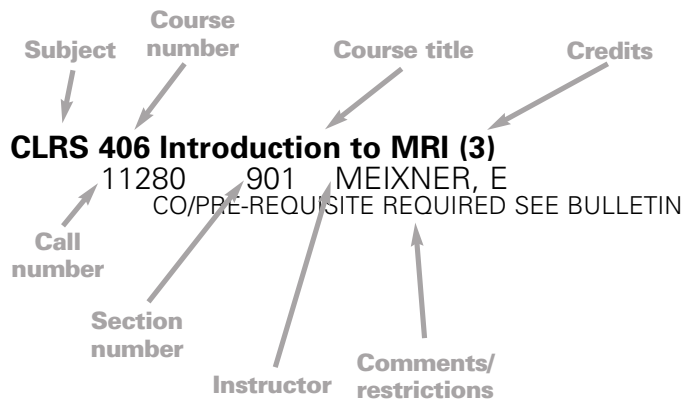 Course
number
Subject
Course title
Credits
CLRS 406 Introduction to MRI (3)
11280 901 MEIXNER, E
CO/PRE-REQUISITE REQUIRED SEE BULLETIN
Call
number
Section
number
Instructor
Comments/
restrictions